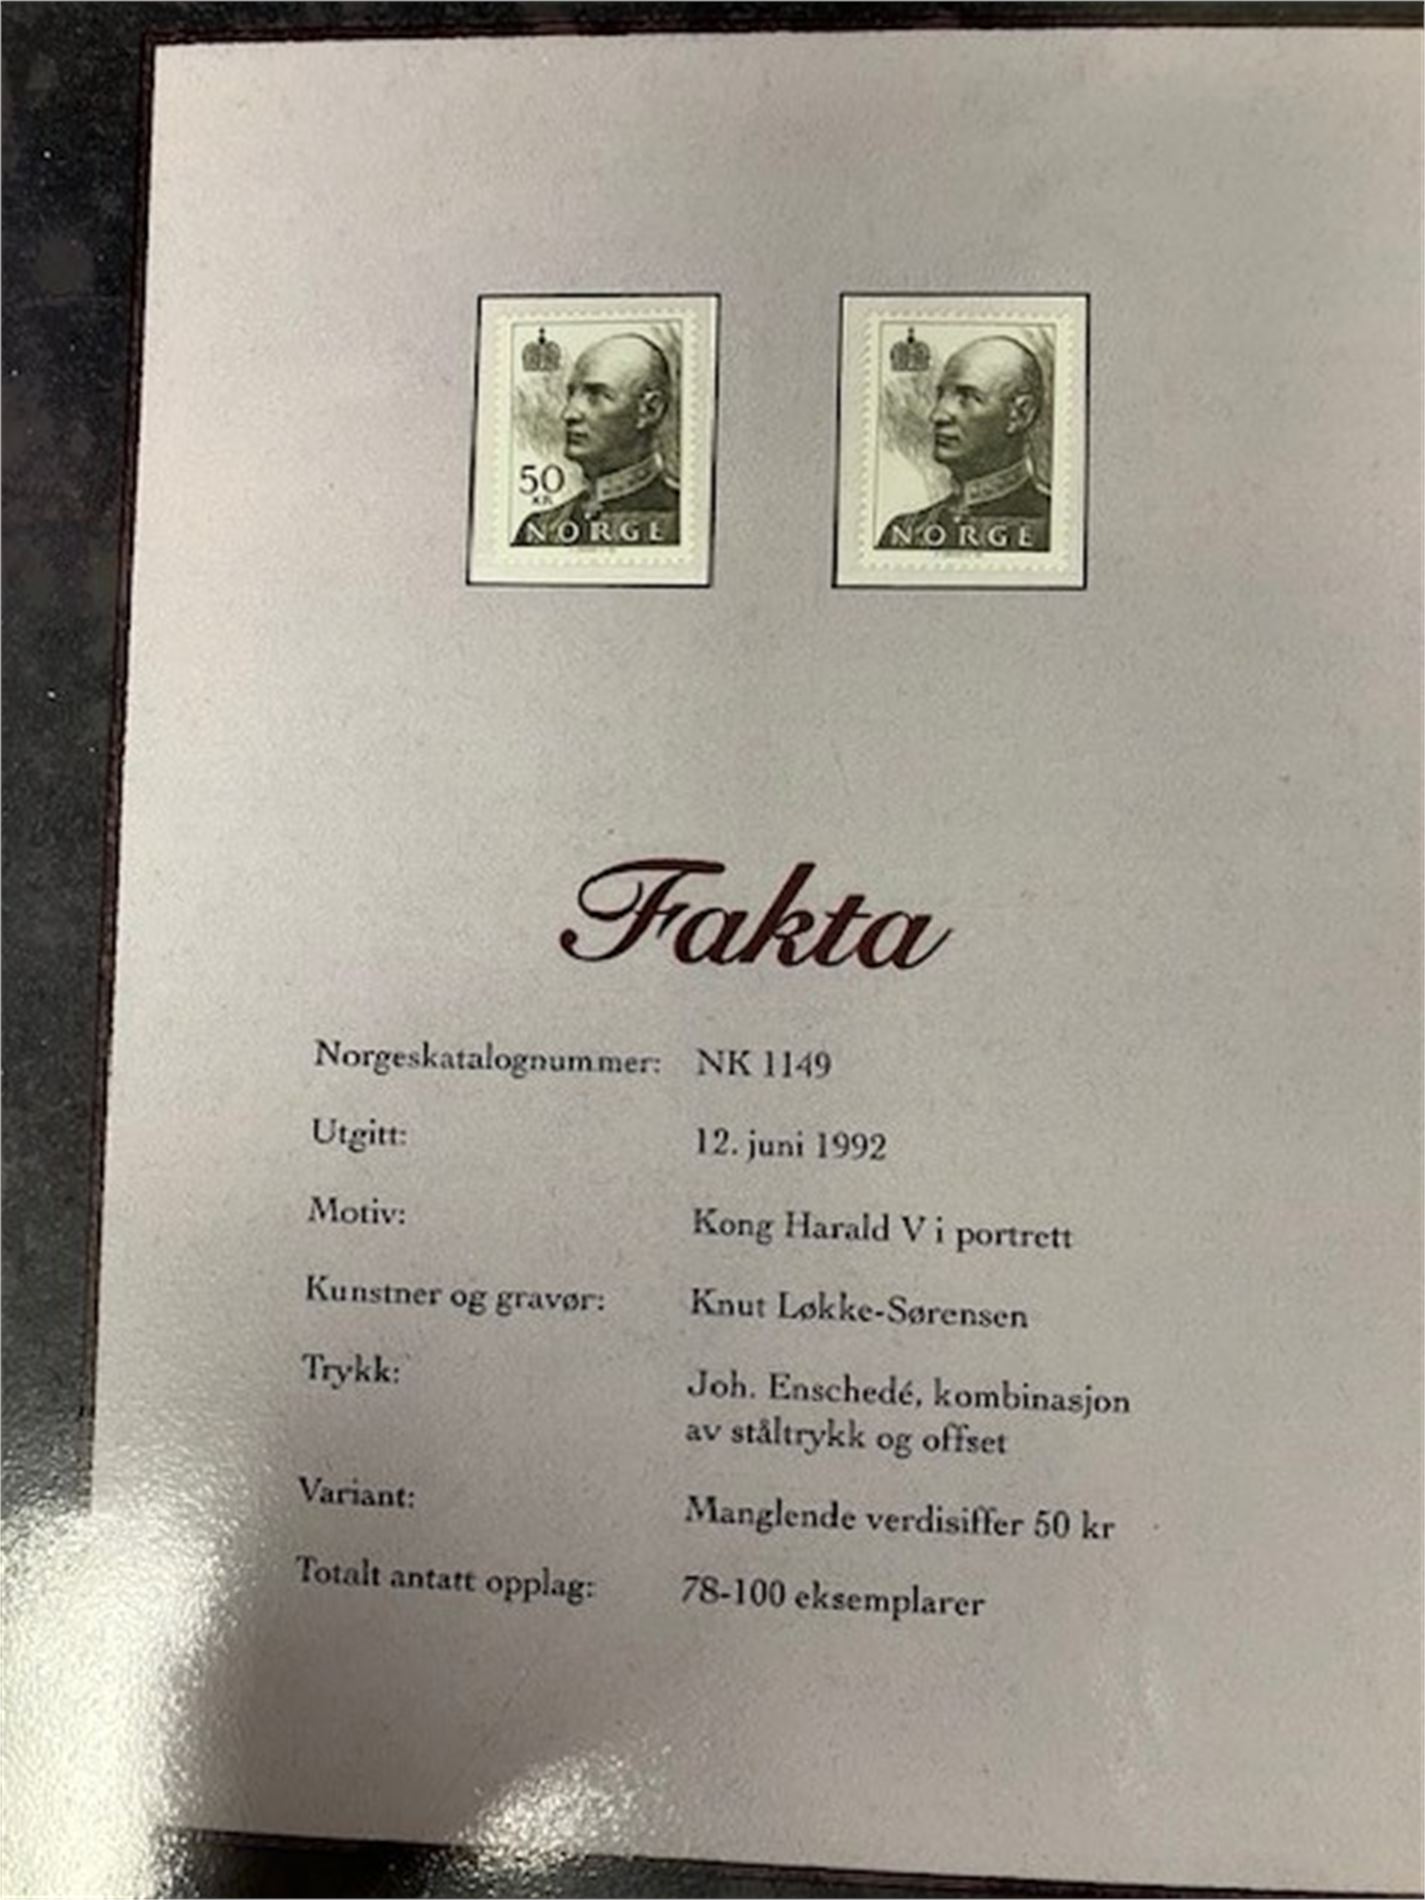 50
KR
NORGE
NORGE
Fakta
Norgeskatalognummer: NK 1149
Utgitt: 12. juni 1992
Motiv: Kong Harald V i portrett
Kunstner og gravør: Knut Løkke-Sørensen
Trykk: Joh. Enschedé, kombinasjon
av ståltrykk og offset
Variant: Manglende verdisiffer 50 kr
Totalt antatt opplag: 78-100 eksemplarer